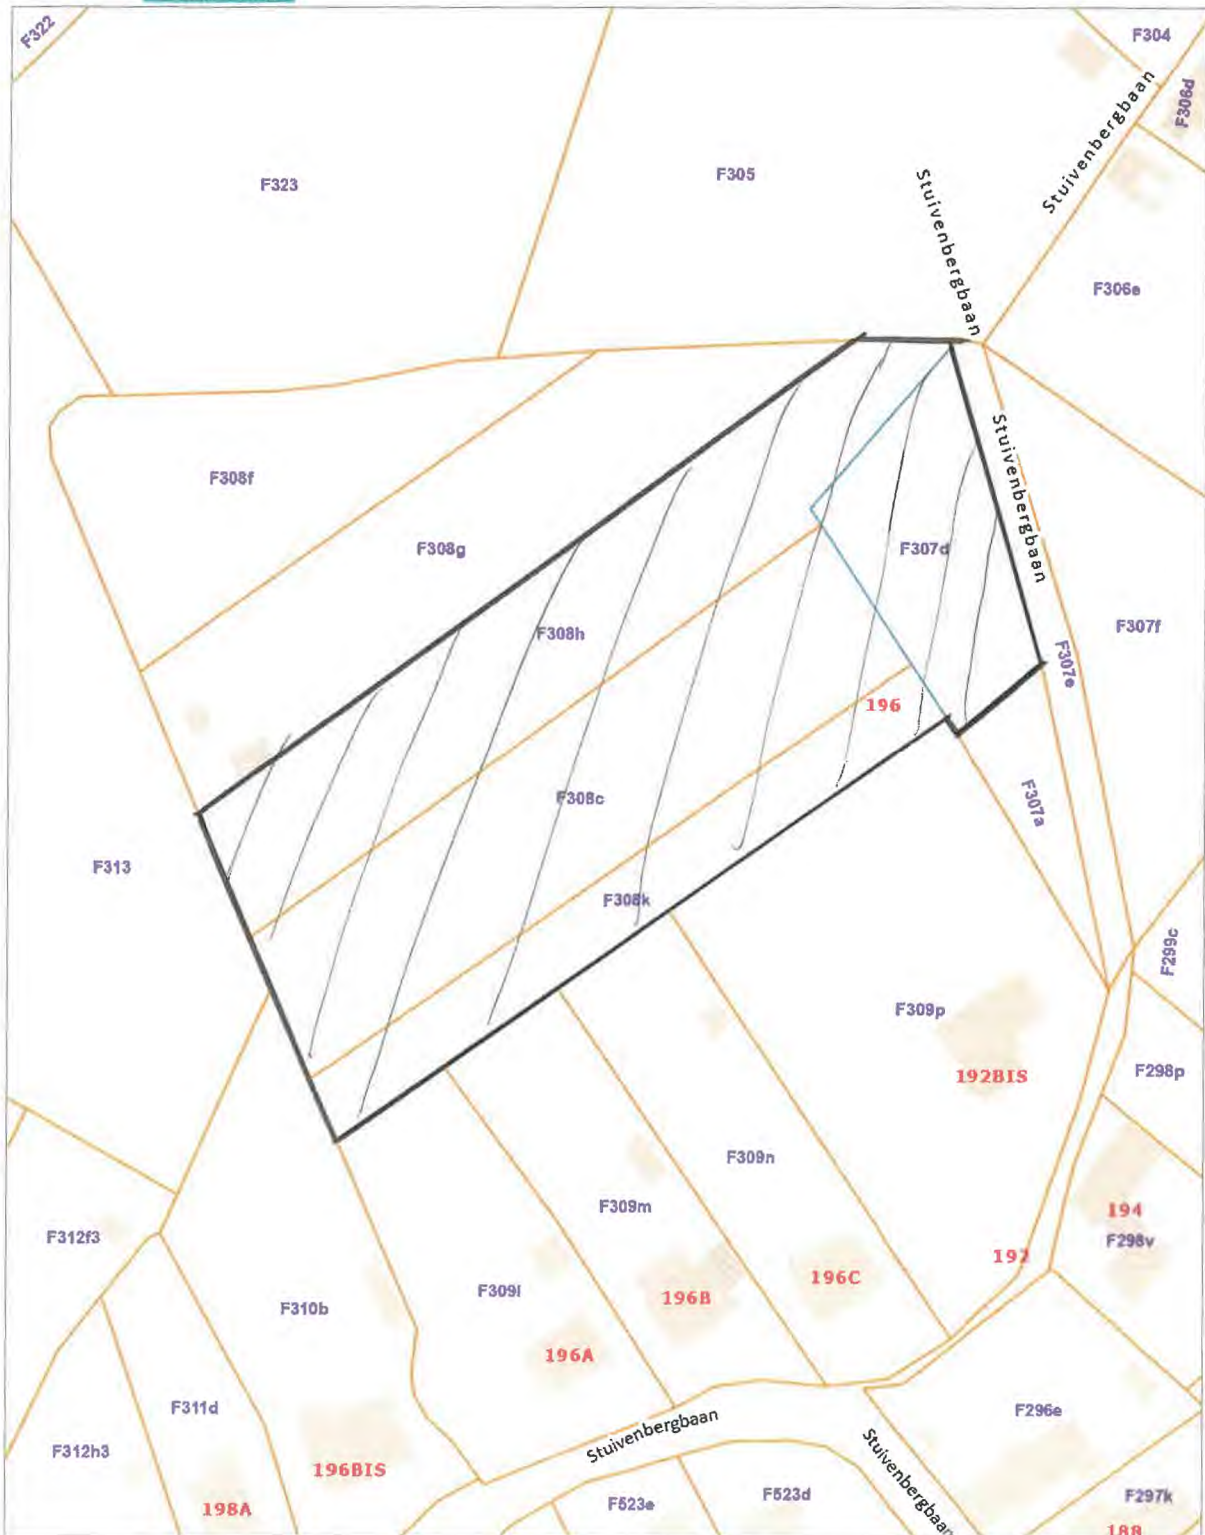 F322
F304
F306d
Stuivenbergbaan
F323
F305
Stuivenbergbaan
F306e
F308f
Stuivenbergbaan
F308g
F307d
F308h
F307f
F307e
196
F308c
F307a
F313
F308k
F299c
F309p
F298p
192BIS
F309n
F309m
194
F312f3
F298v
192
196C
F309l
F310b
196B
196A
F311d
F296e
Stuivenbergbaan
F312h3
Stuivenbergbaan
196BIS
F523d
F297k
198A
F523e
188